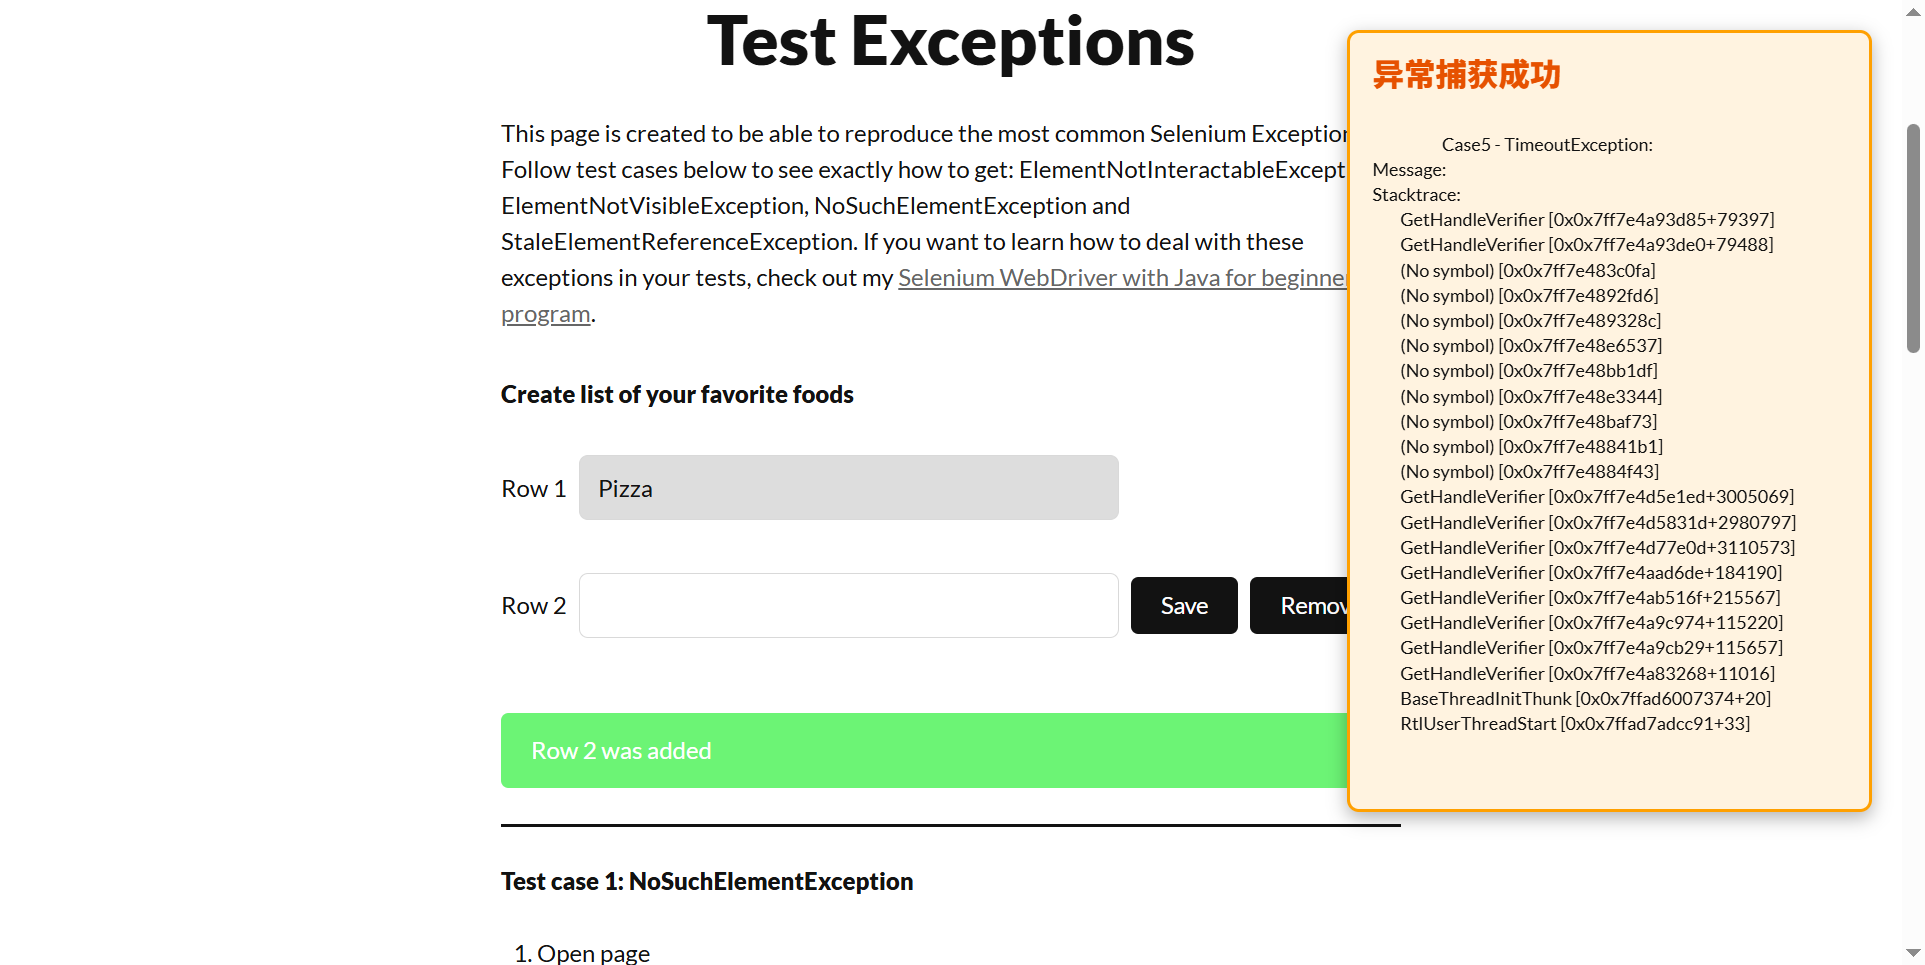 Test Exceptions
This page is created to be able to reproduce the most common Selenium Exception
Follow test cases below to see exactly how to get: ElementNotInteractableExcept
ElementNotVisibleException, NoSuchElementException and
StaleElementReferenceException. If you want to learn how to deal with these
exceptions in your tests, check out my Selenium WebDriver with Java for beginner
program.
Create list of your favorite foods
Row 1 Pizza
Row 2 Save Remov
Row 2 was added
Test case 1: NoSuchElementException
1. Open page
异常捕获成功
Case5 - TimeoutException:
Message:
Stacktrace:
GetHandleVerifier [0x0x7ff7e4a93d85+79397]
GetHandleVerifier [0x0x7ff7e4a93de0+79488]
(No symbol) [0x0x7ff7e483c0fa]
(No symbol) [0x0x7ff7e4892fd6]
(No symbol) [0x0x7ff7e489328c]
(No symbol) [0x0x7ff7e48e6537]
(No symbol) [0x0x7ff7e48bb1df]
(No symbol) [0x0x7ff7e48e3344]
(No symbol) [0x0x7ff7e48baf73]
(No symbol) [0x0x7ff7e48841b1]
(No symbol) [0x0x7ff7e4884f43]
GetHandleVerifier [0x0x7ff7e4d5e1ed+3005069]
GetHandleVerifier [0x0x7ff7e4d5831d+2980797]
GetHandleVerifier [0x0x7ff7e4d77e0d+3110573]
GetHandleVerifier [0x0x7ff7e4aad6de+184190]
GetHandleVerifier [0x0x7ff7e4ab516f+215567]
GetHandleVerifier [0x0x7ff7e4a9c974+115220]
GetHandleVerifier [0x0x7ff7e4a9cb29+115657]
GetHandleVerifier [0x0x7ff7e4a83268+11016]
BaseThreadInitThunk [0x0x7ffad6007374+20]
RtlUserThreadStart [0x0x7ffad7adcc91+33]